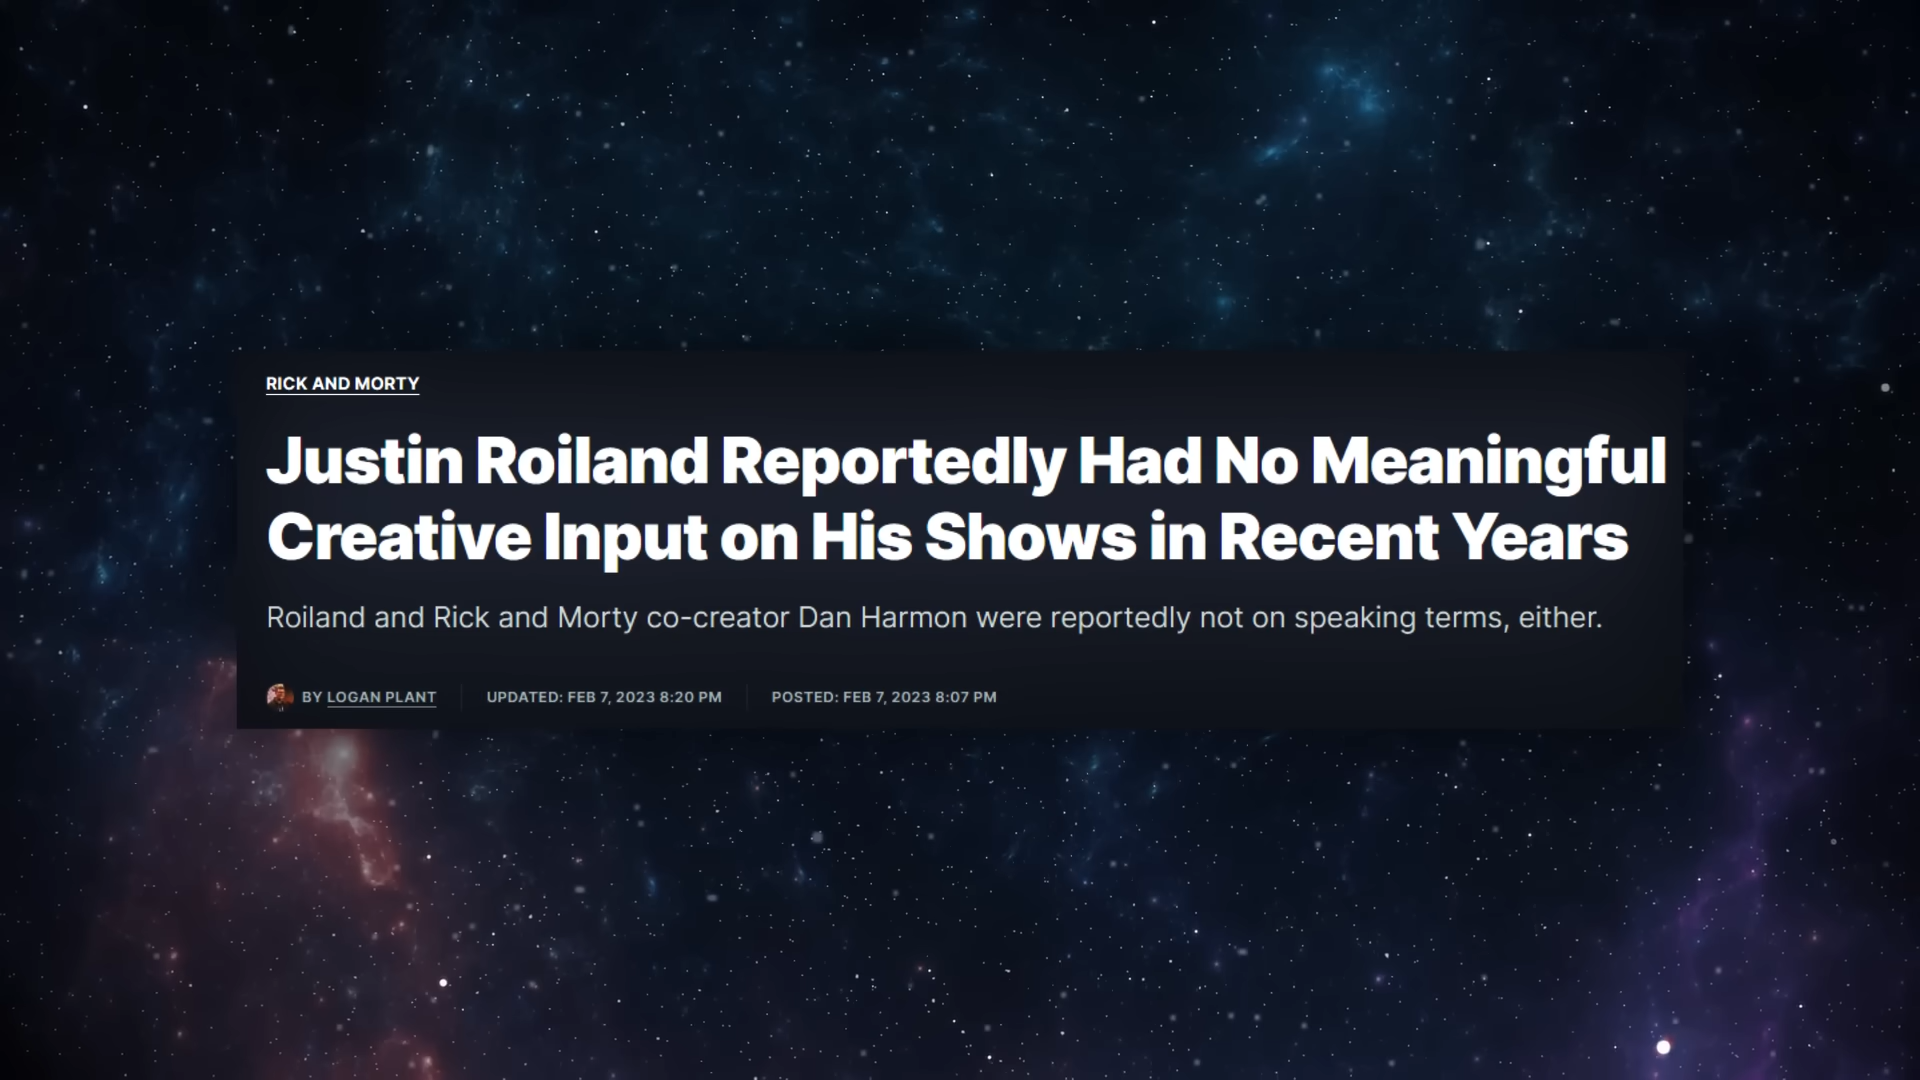 RICK AND MORTY
Justin Roiland Reportedly Had No Meaningful
Creative Input on His Shows in Recent Years
Roiland and Rick and Morty co-creator Dan Harmon were reportedly not on speaking terms, either.
BY LOGAN PLANT UPDATED: FEB 7, 2023 8:20 PM POSTED: FEB 7, 2023 8:07 PM